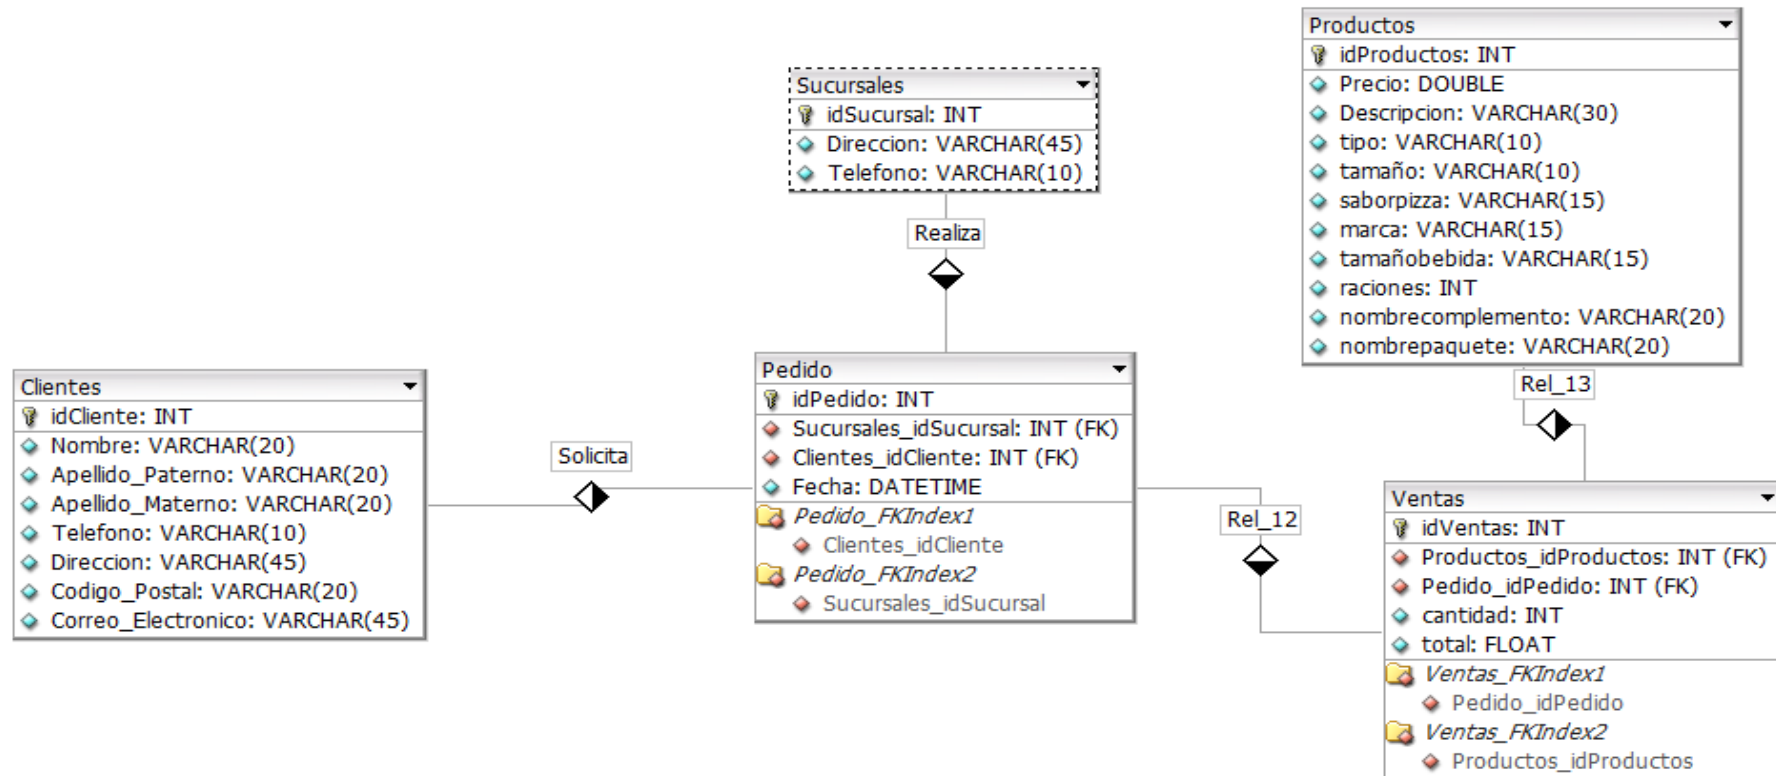 Sucursales
idSucursal: INT
Direccion: VARCHAR(45)
Telefono: VARCHAR(10)
Realiza
Productos
idProductos: INT
Precio: DOUBLE
Descripcion: VARCHAR(30)
tipo: VARCHAR(10)
tamaño: VARCHAR(10)
saborpizza: VARCHAR(15)
marca: VARCHAR(15)
tamañobebida: VARCHAR(15)
raciones: INT
nombrecomplemento: VARCHAR(20)
nombrepaquete: VARCHAR(20)
Rel_13
Clientes
idCliente: INT
Nombre: VARCHAR(20)
Apellido_Paterno: VARCHAR(20)
Apellido_Materno: VARCHAR(20)
Telefono: VARCHAR(10)
Direccion: VARCHAR(45)
Codigo_Postal: VARCHAR(20)
Correo_Electronico: VARCHAR(45)
Solicita
Pedido
idPedido: INT
Sucursales_idSucursal: INT (FK)
Clientes_idCliente: INT (FK)
Fecha: DATETIME
Pedido_FKIndex1
Clientes_idCliente
Pedido_FKIndex2
Sucursales_idSucursal
Rel_12
Ventas
idVentas: INT
Productos_idProductos: INT (FK)
Pedido_idPedido: INT (FK)
cantidad: INT
total: FLOAT
Ventas_FKIndex1
Pedido_idPedido
Ventas_FKIndex2
Productos_idProductos